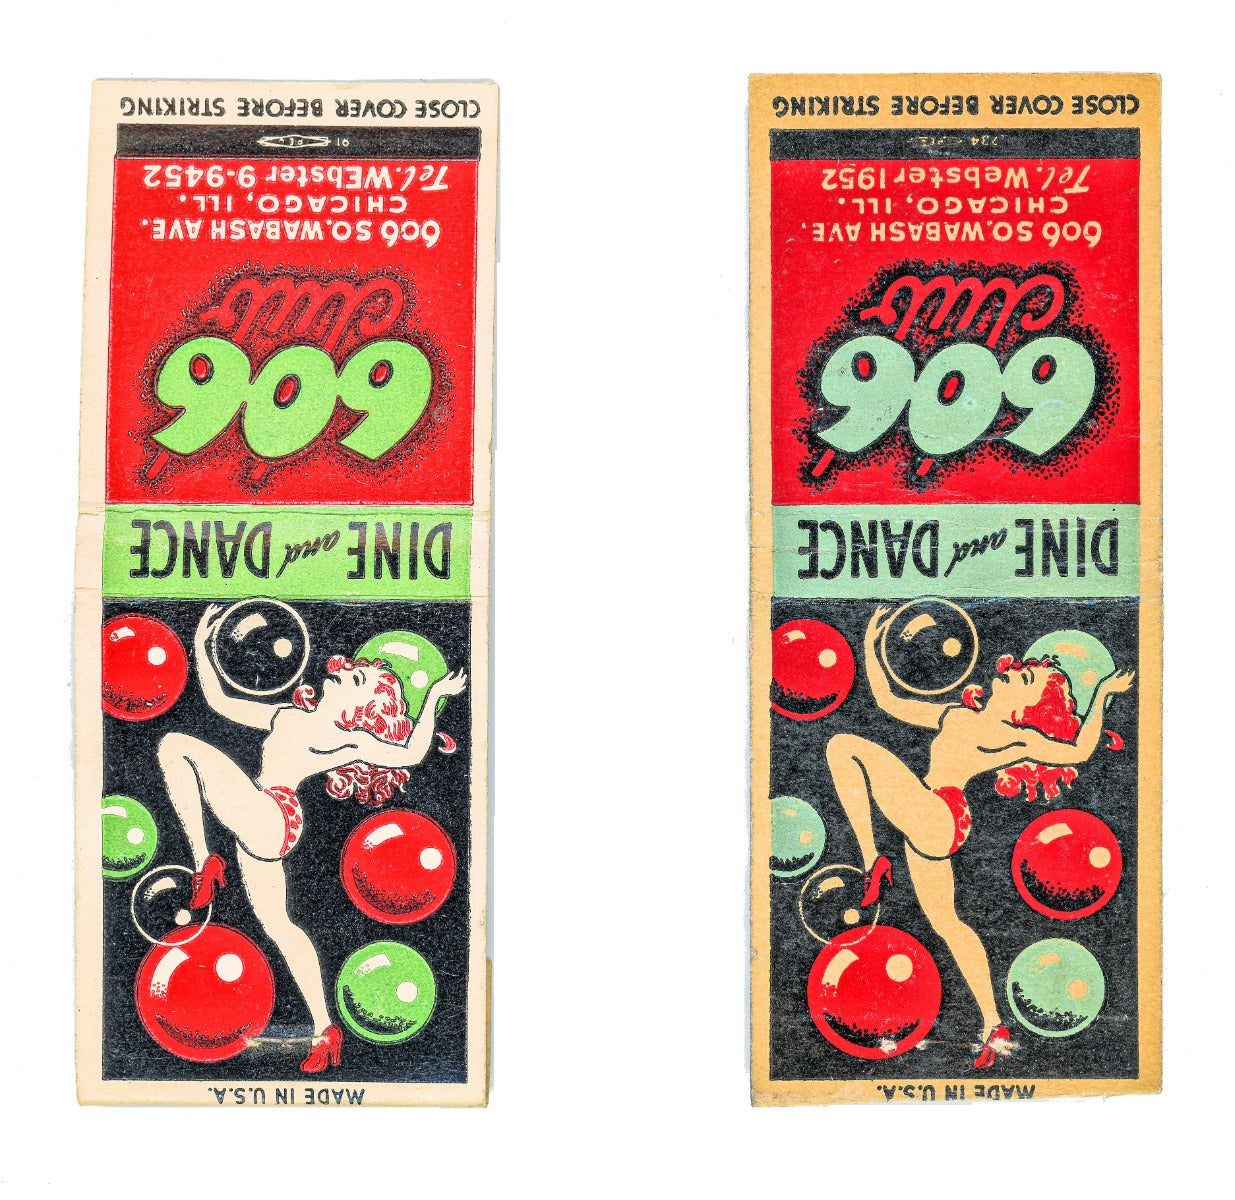 MADE IN U.S.A.
DINE and DANCE
606
club
606 SO. WABASH AVE.
CHICAGO, ILL.
Tel. WEbster 9-9452
CLOSE COVER BEFORE STRIKING
MADE IN U.S.A.
DINE and DANCE
606
club
606 SO. WABASH AVE.
CHICAGO, ILL.
Tel. Webster 1952
CLOSE COVER BEFORE STRIKING